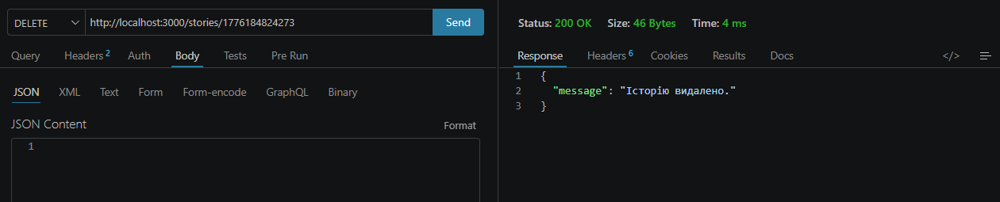 DELETE http://localhost:3000/stories/1776184824273 Send
Query Headers 2 Auth Body Tests Pre Run
JSON XML Text Form Form-encode GraphQL Binary
JSON Content Format
1
Status: 200 OK Size: 46 Bytes Time: 4 ms
Response Headers 6 Cookies Results Docs </>
1 {
2 "message": "Історію видалено."
3 }